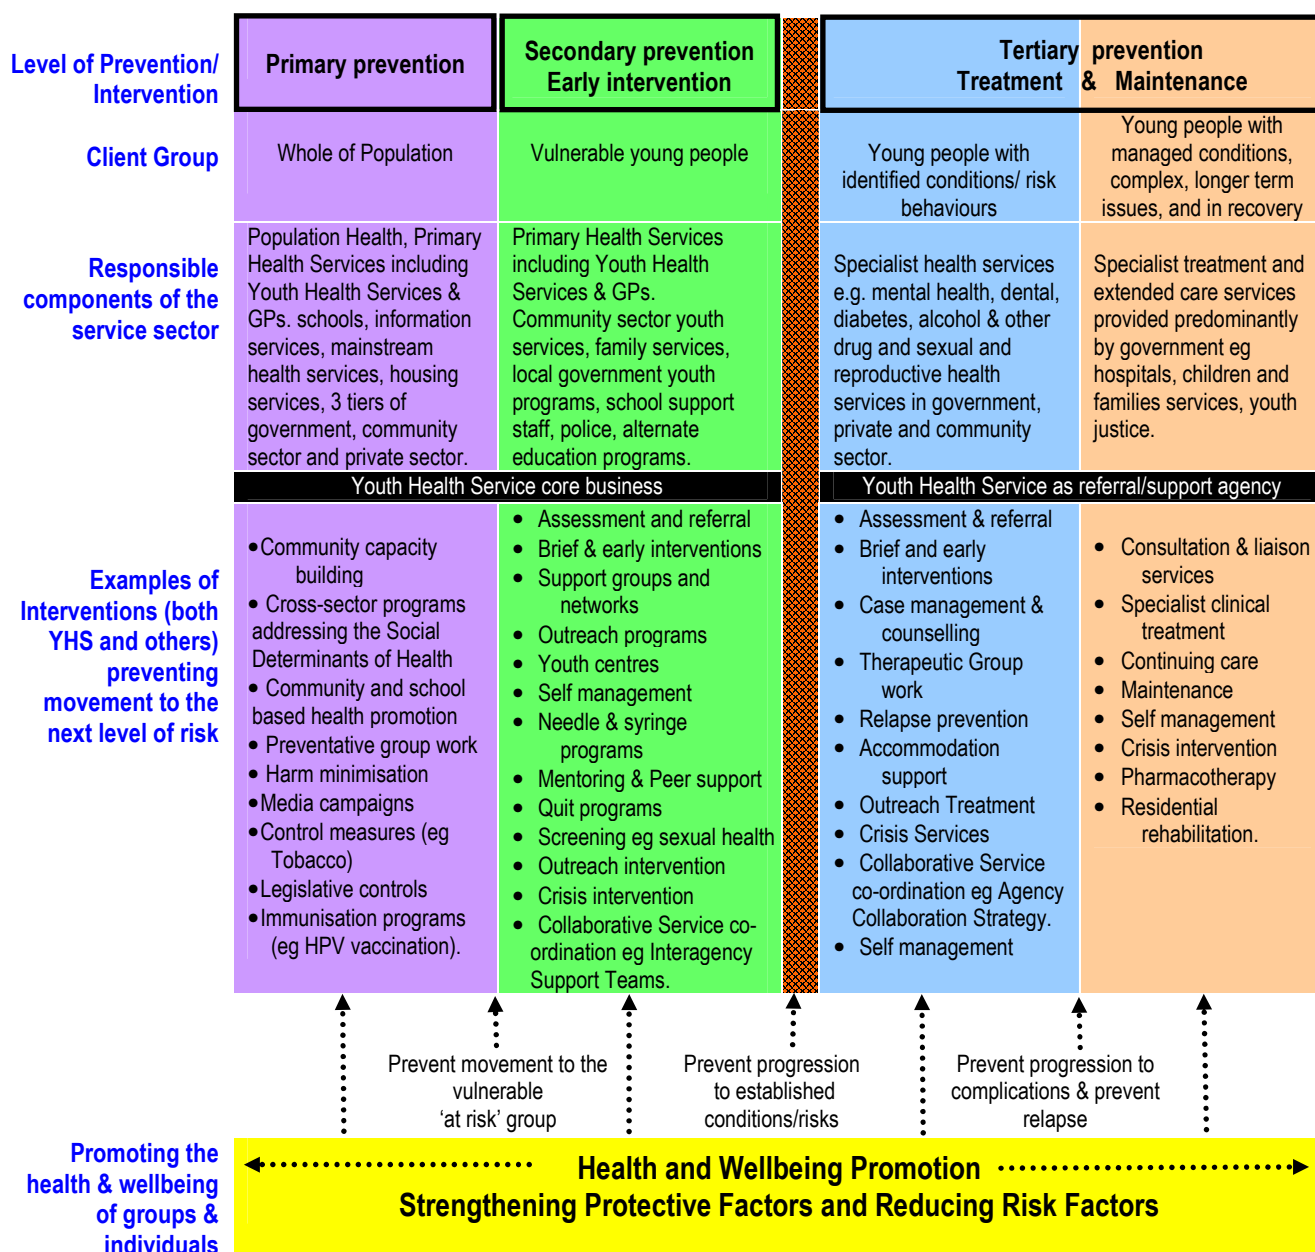 Level of Prevention/
Intervention
Primary prevention
Secondary prevention
Early intervention
Tertiary prevention
Treatment & Maintenance
Client Group
Whole of Population
Vulnerable young people
Young people with
identified conditions/ risk
behaviours
Young people with
managed conditions,
complex, longer term
issues, and in recovery
Responsible
components of the
service sector
Population Health, Primary
Health Services including
Youth Health Services &
GPs. schools, information
services, mainstream
health services, housing
services, 3 tiers of
government, community
sector and private sector.
Primary Health Services
including Youth Health
Services & GPs.
Community sector youth
services, family services,
local government youth
programs, school support
staff, police, alternate
education programs.
Specialist health services
e.g. mental health, dental,
diabetes, alcohol & other
drug and sexual and
reproductive health
services in government,
private and community
sector.
Specialist treatment and
extended care services
provided predominantly
by government eg
hospitals, children and
families services, youth
justice.
Youth Health Service core business
Youth Health Service as referral/support agency
Examples of
Interventions (both
YHS and others)
preventing
movement to the
next level of risk
•Community capacity
building
• Cross-sector programs
addressing the Social
Determinants of Health
• Community and school
based health promotion
• Preventative group work
• Harm minimisation
•Media campaigns
•Control measures (eg
Tobacco)
•Legislative controls
•Immunisation programs
(eg HPV vaccination).
• Assessment and referral
• Brief & early interventions
• Support groups and
networks
• Outreach programs
• Youth centres
• Self management
• Needle & syringe
programs
• Mentoring & Peer support
• Quit programs
• Screening eg sexual health
• Outreach intervention
• Crisis intervention
• Collaborative Service co-
ordination eg Interagency
Support Teams.
• Assessment & referral
• Brief and early
interventions
• Case management &
counselling
• Therapeutic Group
work
• Relapse prevention
• Accommodation
support
• Outreach Treatment
• Crisis Services
• Collaborative Service
co-ordination eg Agency
Collaboration Strategy.
• Self management
• Consultation & liaison
services
• Specialist clinical
treatment
• Continuing care
• Maintenance
• Self management
• Crisis intervention
• Pharmacotherapy
• Residential
rehabilitation.
Prevent movement to the
vulnerable
‘at risk’ group
Prevent progression
to established
conditions/risks
Prevent progression to
complications & prevent
relapse
Promoting the
health & wellbeing
of groups &
individuals
Health and Wellbeing Promotion
Strengthening Protective Factors and Reducing Risk Factors